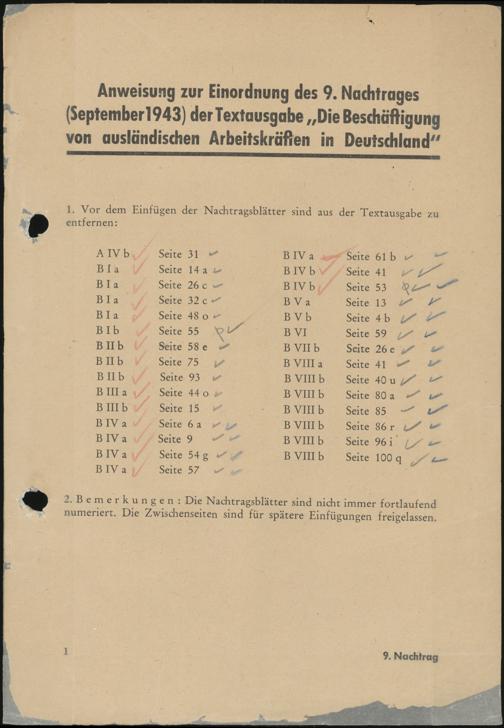 Anweisung zur Einordnung des 9. Nachtrages
(September 1943) der Textausgabe „Die Beschäftigung
von ausländischen Arbeitskräften in Deutschland“
1. Vor dem Einfügen der Nachtragsblätter sind aus der Textausgabe zu
entfernen:
A IV b Seite 31
B I a Seite 14 a
B I a Seite 26 c
B I a Seite 32 c
B I a Seite 48 o
B I b Seite 55
B II b Seite 58 e
B II b Seite 75
B II b Seite 93
B III a Seite 44 o
B III b Seite 15
B IV a Seite 6 a
B IV a Seite 9
B IV a Seite 54 g
B IV a Seite 57
B IV a Seite 61 b
B IV b Seite 41
B IV b Seite 53
B V a Seite 13
B V b Seite 4 b
B VI Seite 59
B VII b Seite 26 e
B VIII a Seite 41
B VIII b Seite 40 u
B VIII b Seite 80 a
B VIII b Seite 85
B VIII b Seite 86 r
B VIII b Seite 96 i
B VIII b Seite 100 q
2. Bemerkungen: Die Nachtragsblätter sind nicht immer fortlaufend
numeriert. Die Zwischenseiten sind für spätere Einfügungen freigelassen.
1
9. Nachtrag